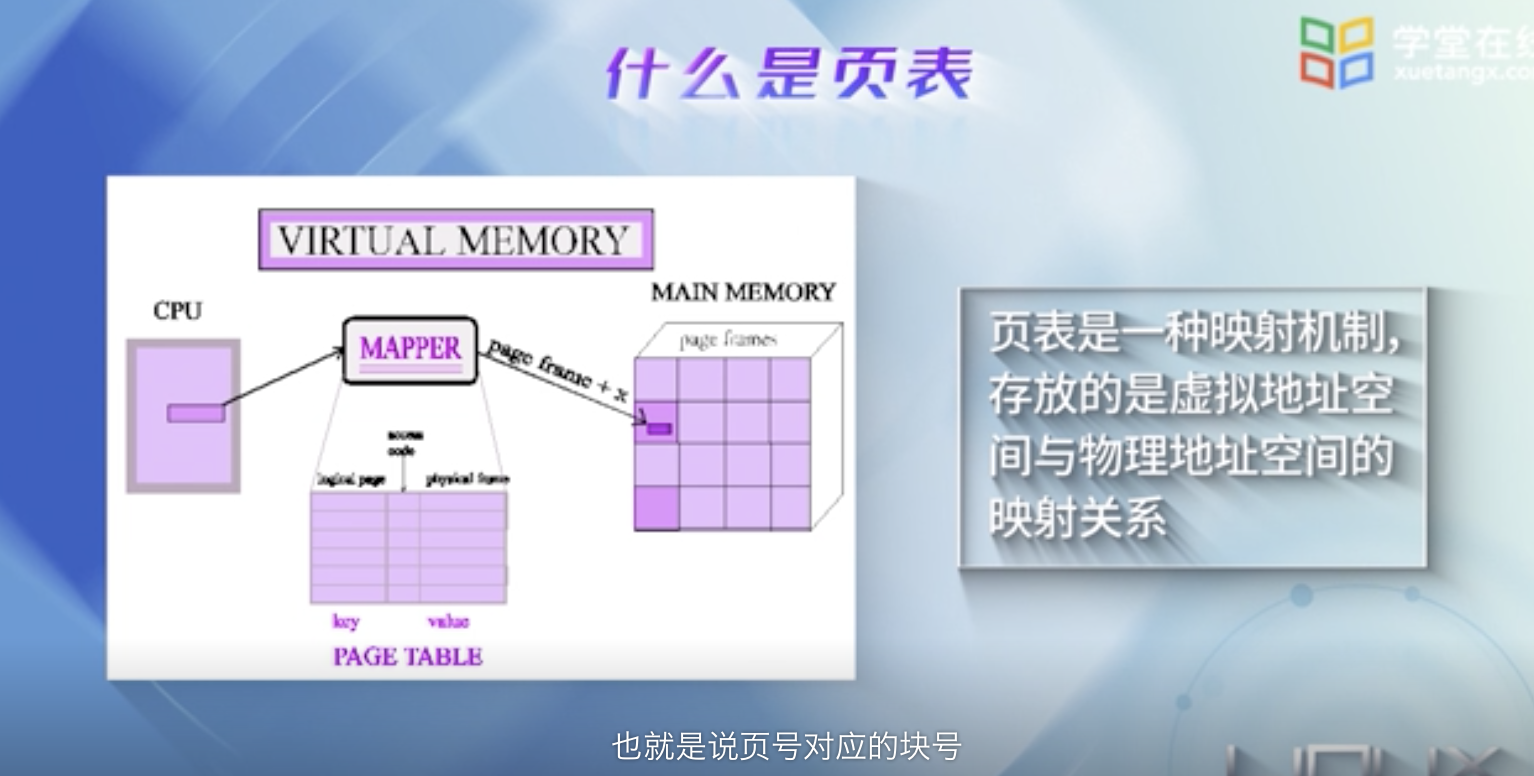 什么是页表
学堂在线
xuetangx.co
VIRTUAL MEMORY
CPU
MAPPER
page frame + x
MAIN MEMORY
page frames
access
code
logical page
physical frame
key
value
PAGE TABLE
页表是一种映射机制,
存放的是虚拟地址空
间与物理地址空间的
映射关系
也就是说页号对应的块号